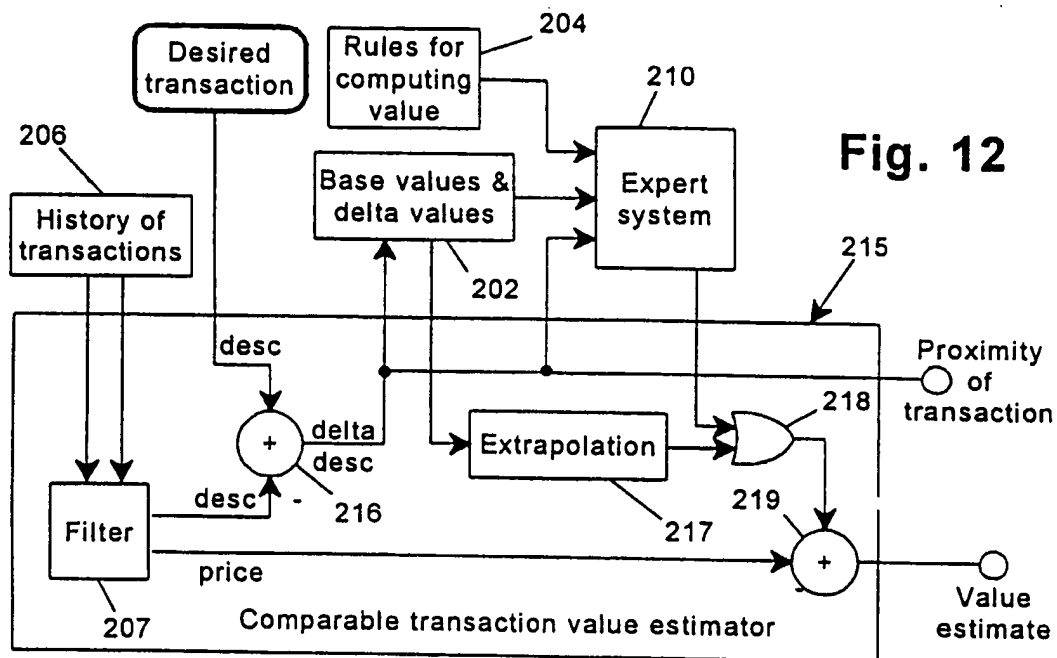 Desired
transaction
Rules for
computing
value
204
210
Fig. 12
206
History of
transactions
Base values &
delta values
202
Expert
system
215
desc
+
delta
desc
desc
-
216
Extrapolation
217
218
Proximity
of
transaction
Filter
207
price
219
+
-
Value
estimate
Comparable transaction value estimator